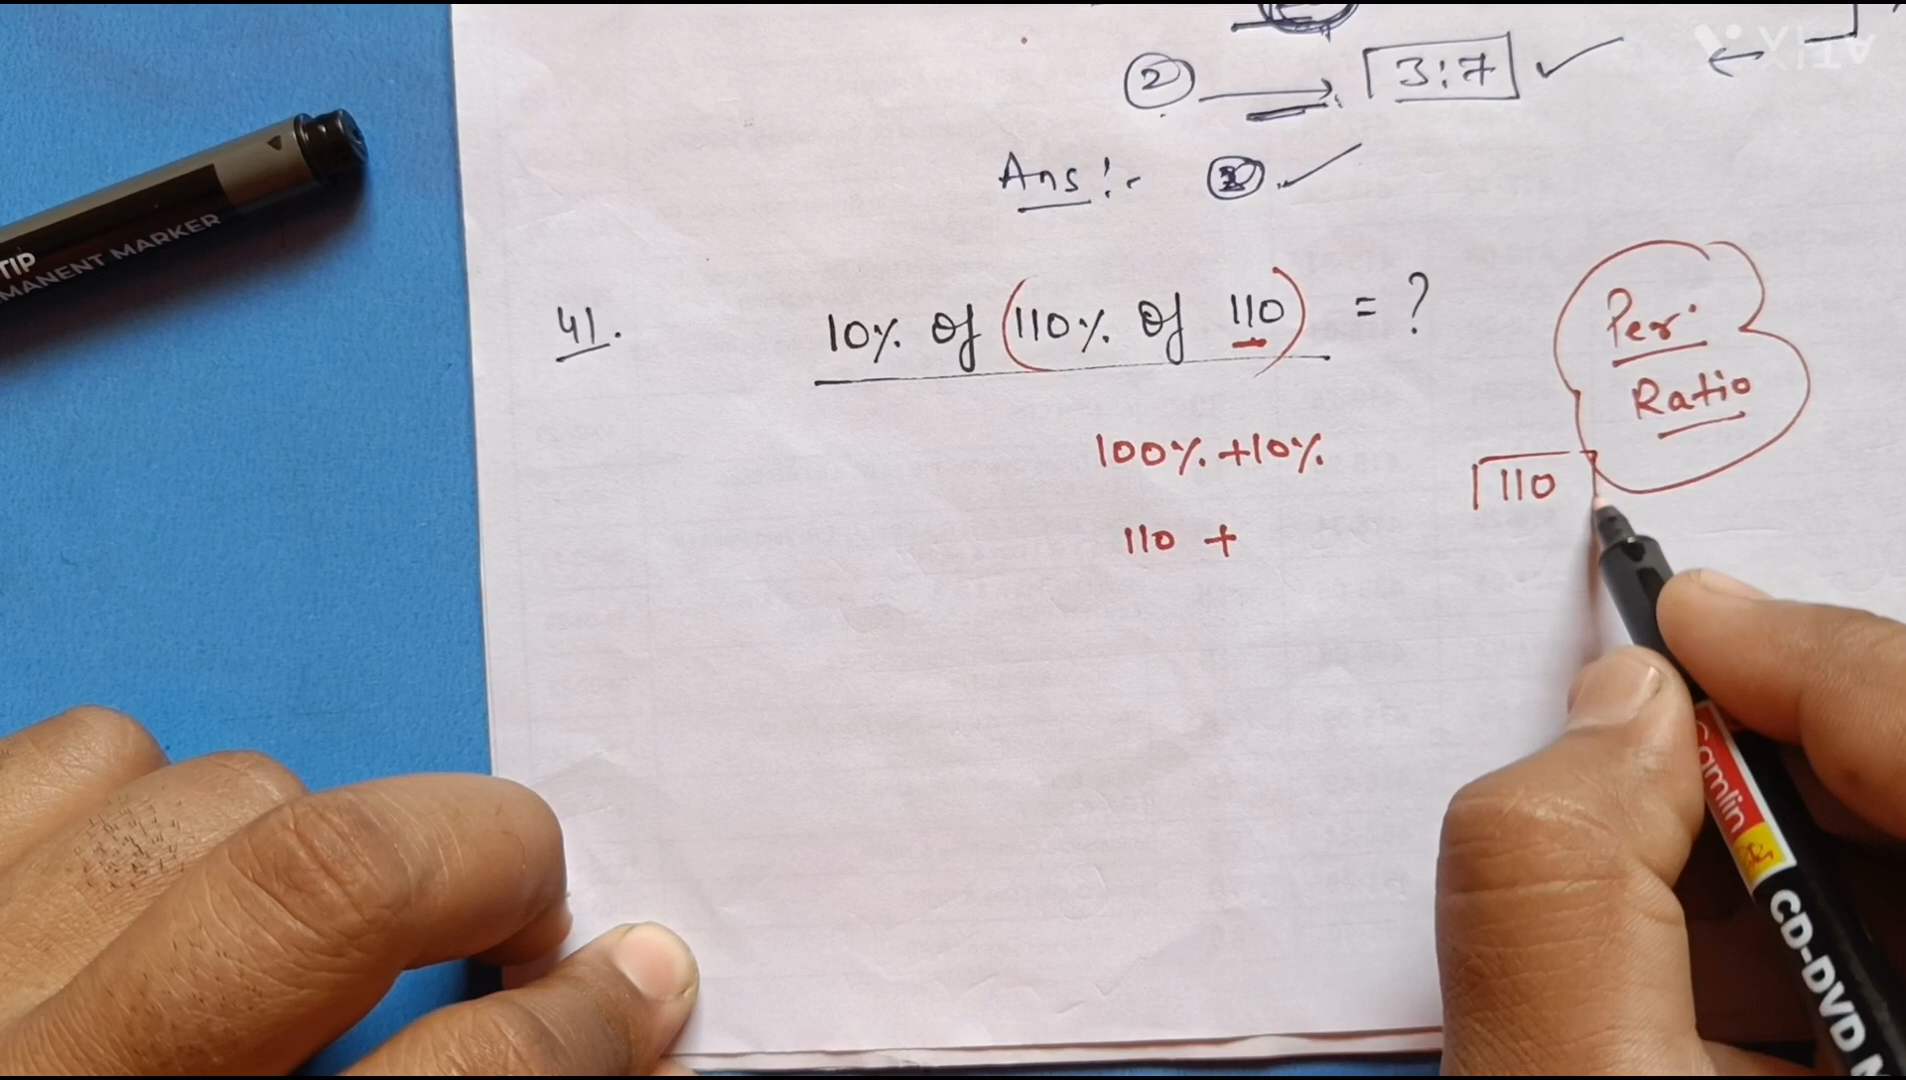 ② → 3:7 ✓ ←
Ans :- ✓
41. 10% of (110% of 110) = ?
Per.
Ratio
100% + 10%
110
110 +
TIP
MANENT MARKER
Camlin
CD-DVD M